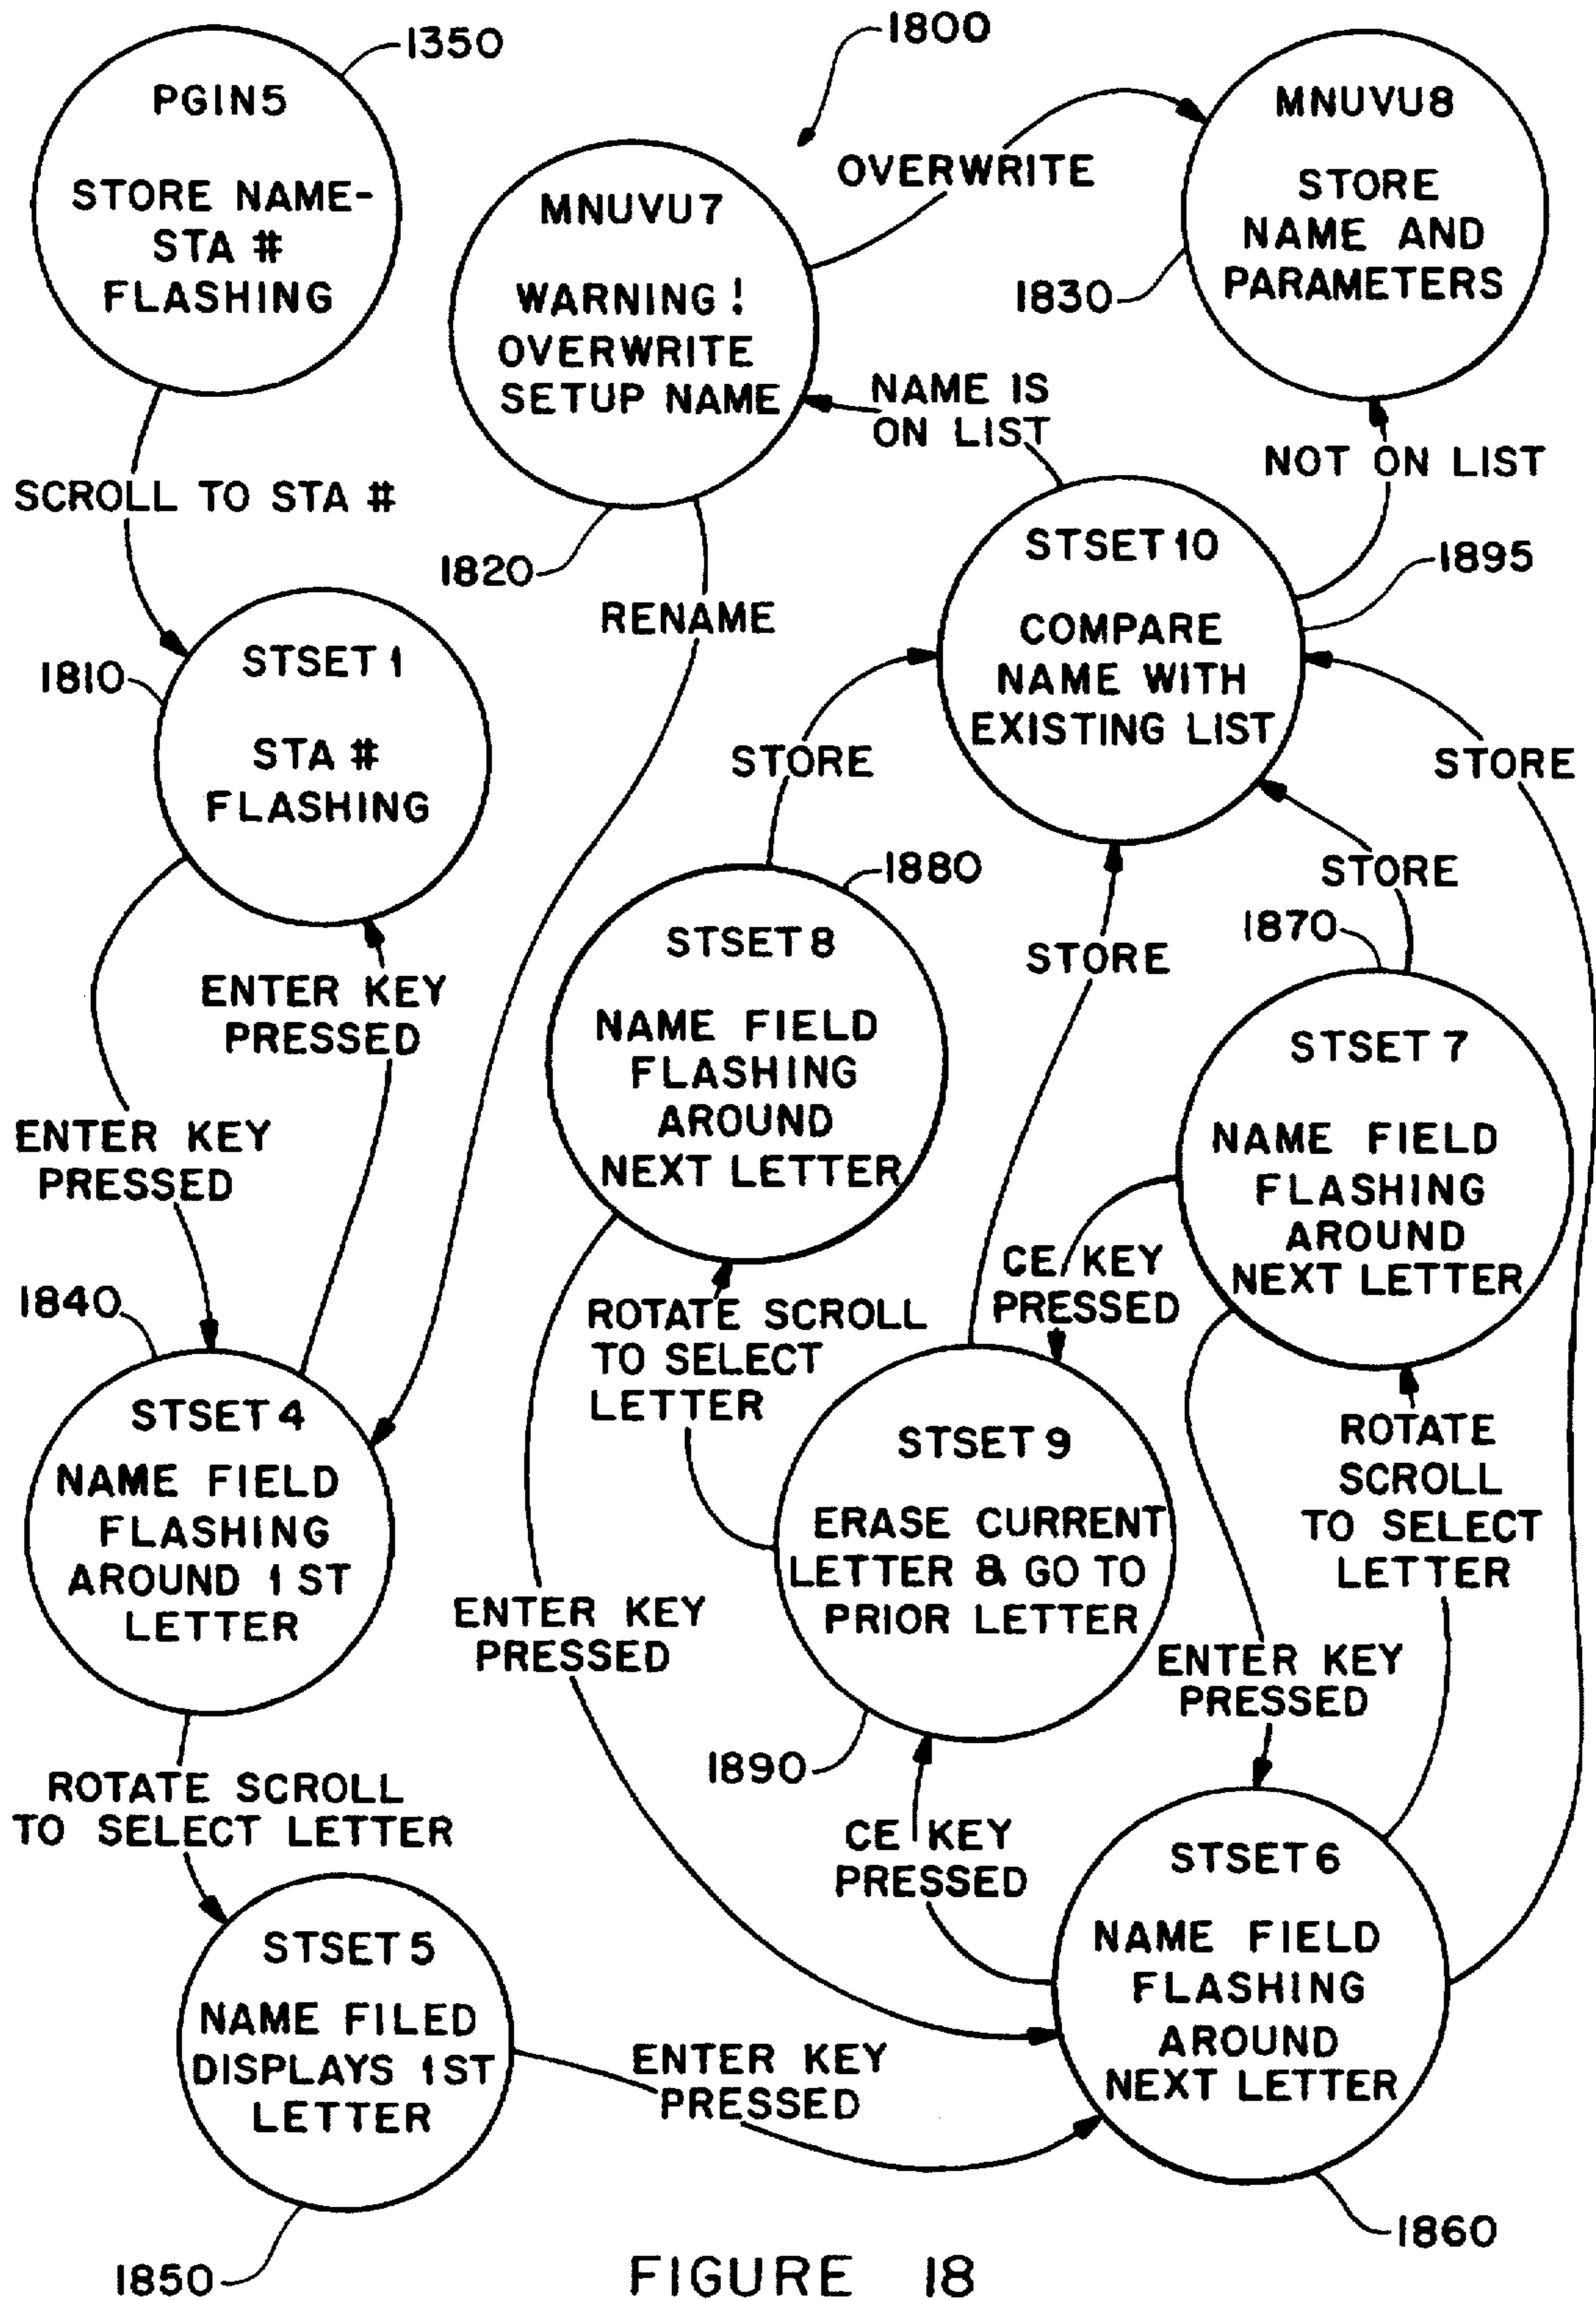 1350
1800
PGIN5
STORE NAME-
STA #
FLASHING
MNUVU7
WARNING!
OVERWRITE
SETUP NAME
OVERWRITE
MNUVU8
STORE
NAME AND
PARAMETERS
1830
NAME IS
ON LIST
NOT ON LIST
SCROLL TO STA #
1820
RENAME
STSET 10
COMPARE
NAME WITH
EXISTING LIST
1895
1810
STSET 1
STA #
FLASHING
STORE
STORE
STORE
STORE
1880
1870
ENTER KEY
PRESSED
ENTER KEY
PRESSED
STSET 8
NAME FIELD
FLASHING
AROUND
NEXT LETTER
STSET 7
NAME FIELD
FLASHING
AROUND
NEXT LETTER
CE KEY
PRESSED
1840
STSET 4
NAME FIELD
FLASHING
AROUND 1 ST
LETTER
ROTATE SCROLL
TO SELECT
LETTER
STSET 9
ERASE CURRENT
LETTER & GO TO
PRIOR LETTER
ROTATE
SCROLL
TO SELECT
LETTER
ENTER KEY
PRESSED
ENTER KEY
PRESSED
1890
ROTATE SCROLL
TO SELECT LETTER
CE KEY
PRESSED
STSET 6
NAME FIELD
FLASHING
AROUND
NEXT LETTER
STSET 5
NAME FILED
DISPLAYS 1ST
LETTER
ENTER KEY
PRESSED
1860
1850
FIGURE 18